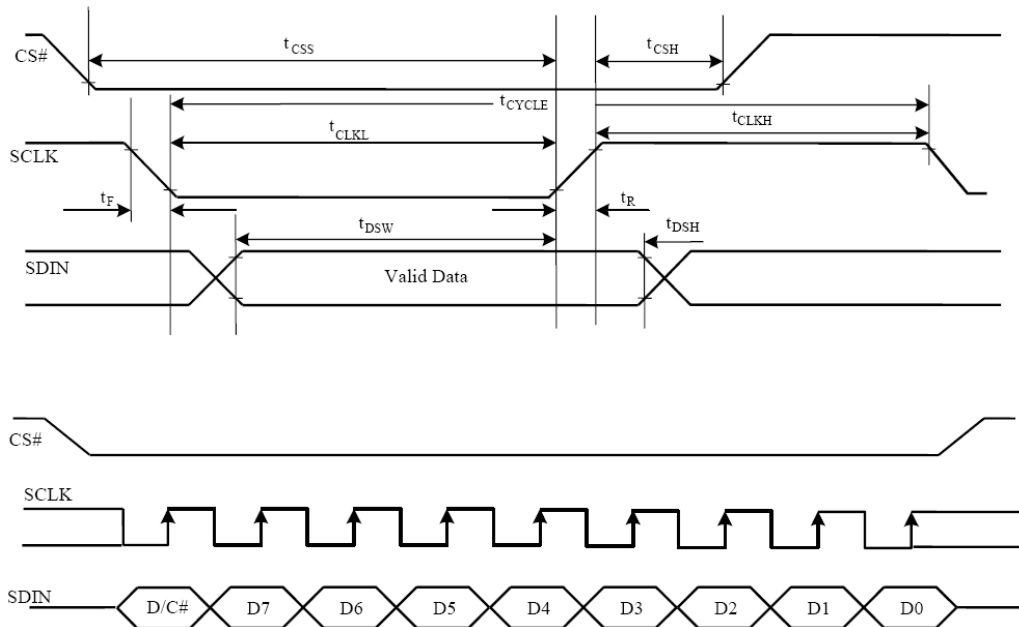 CS#
tCSS
tCSH
tCYCLE
tCLKL
tCLKH
SCLK
tF
tR
tDSW
tDSH
SDIN
Valid Data
CS#
SCLK
SDIN
D/C# D7 D6 D5 D4 D3 D2 D1 D0